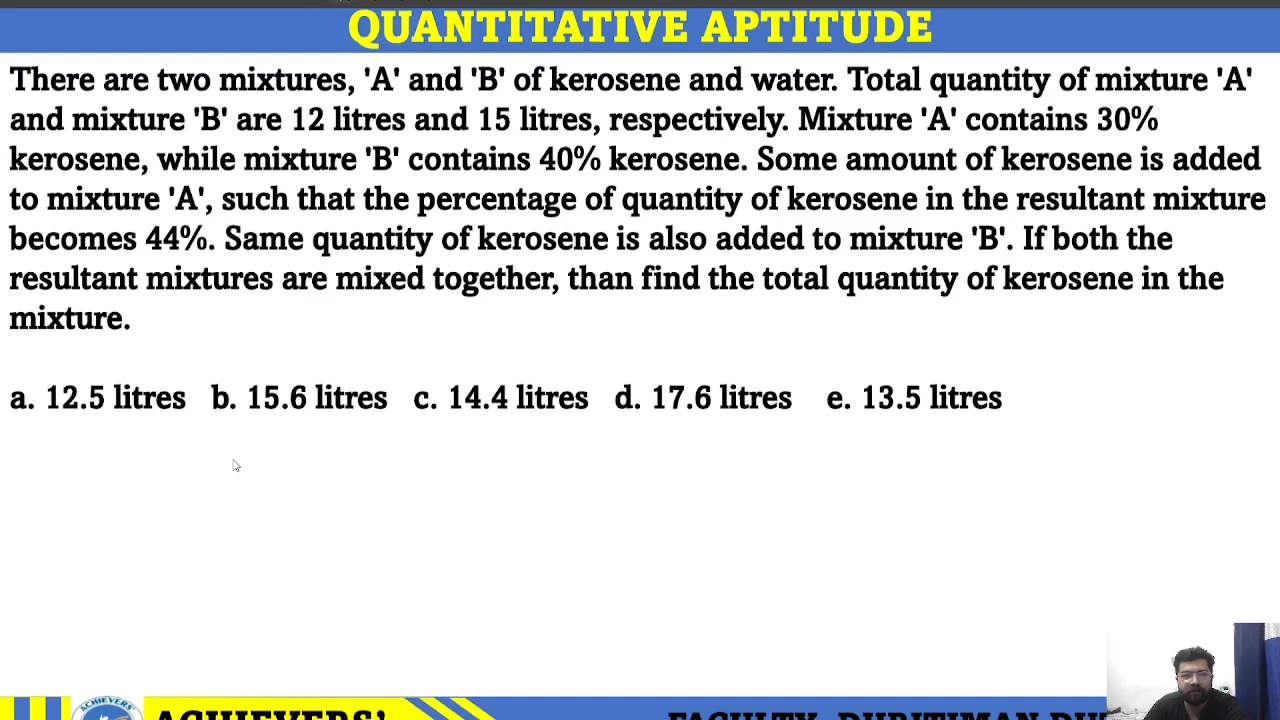 QUANTITATIVE APTITUDE
There are two mixtures, 'A' and 'B' of kerosene and water. Total quantity of mixture 'A'
and mixture 'B' are 12 litres and 15 litres, respectively. Mixture 'A' contains 30%
kerosene, while mixture 'B' contains 40% kerosene. Some amount of kerosene is added
to mixture 'A', such that the percentage of quantity of kerosene in the resultant mixture
becomes 44%. Same quantity of kerosene is also added to mixture 'B'. If both the
resultant mixtures are mixed together, than find the total quantity of kerosene in the
mixture.
a. 12.5 litres b. 15.6 litres c. 14.4 litres d. 17.6 litres e. 13.5 litres
ACHIEVERS
ACHIEVERS' FACULTY DHRITIMAN